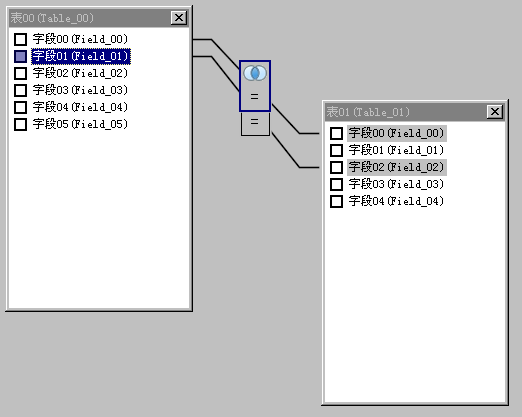 表00(Table_00)
字段00(Field_00)
字段01(Field_01)
字段02(Field_02)
字段03(Field_03)
字段04(Field_04)
字段05(Field_05)
=
=
表01(Table_01)
字段00(Field_00)
字段01(Field_01)
字段02(Field_02)
字段03(Field_03)
字段04(Field_04)